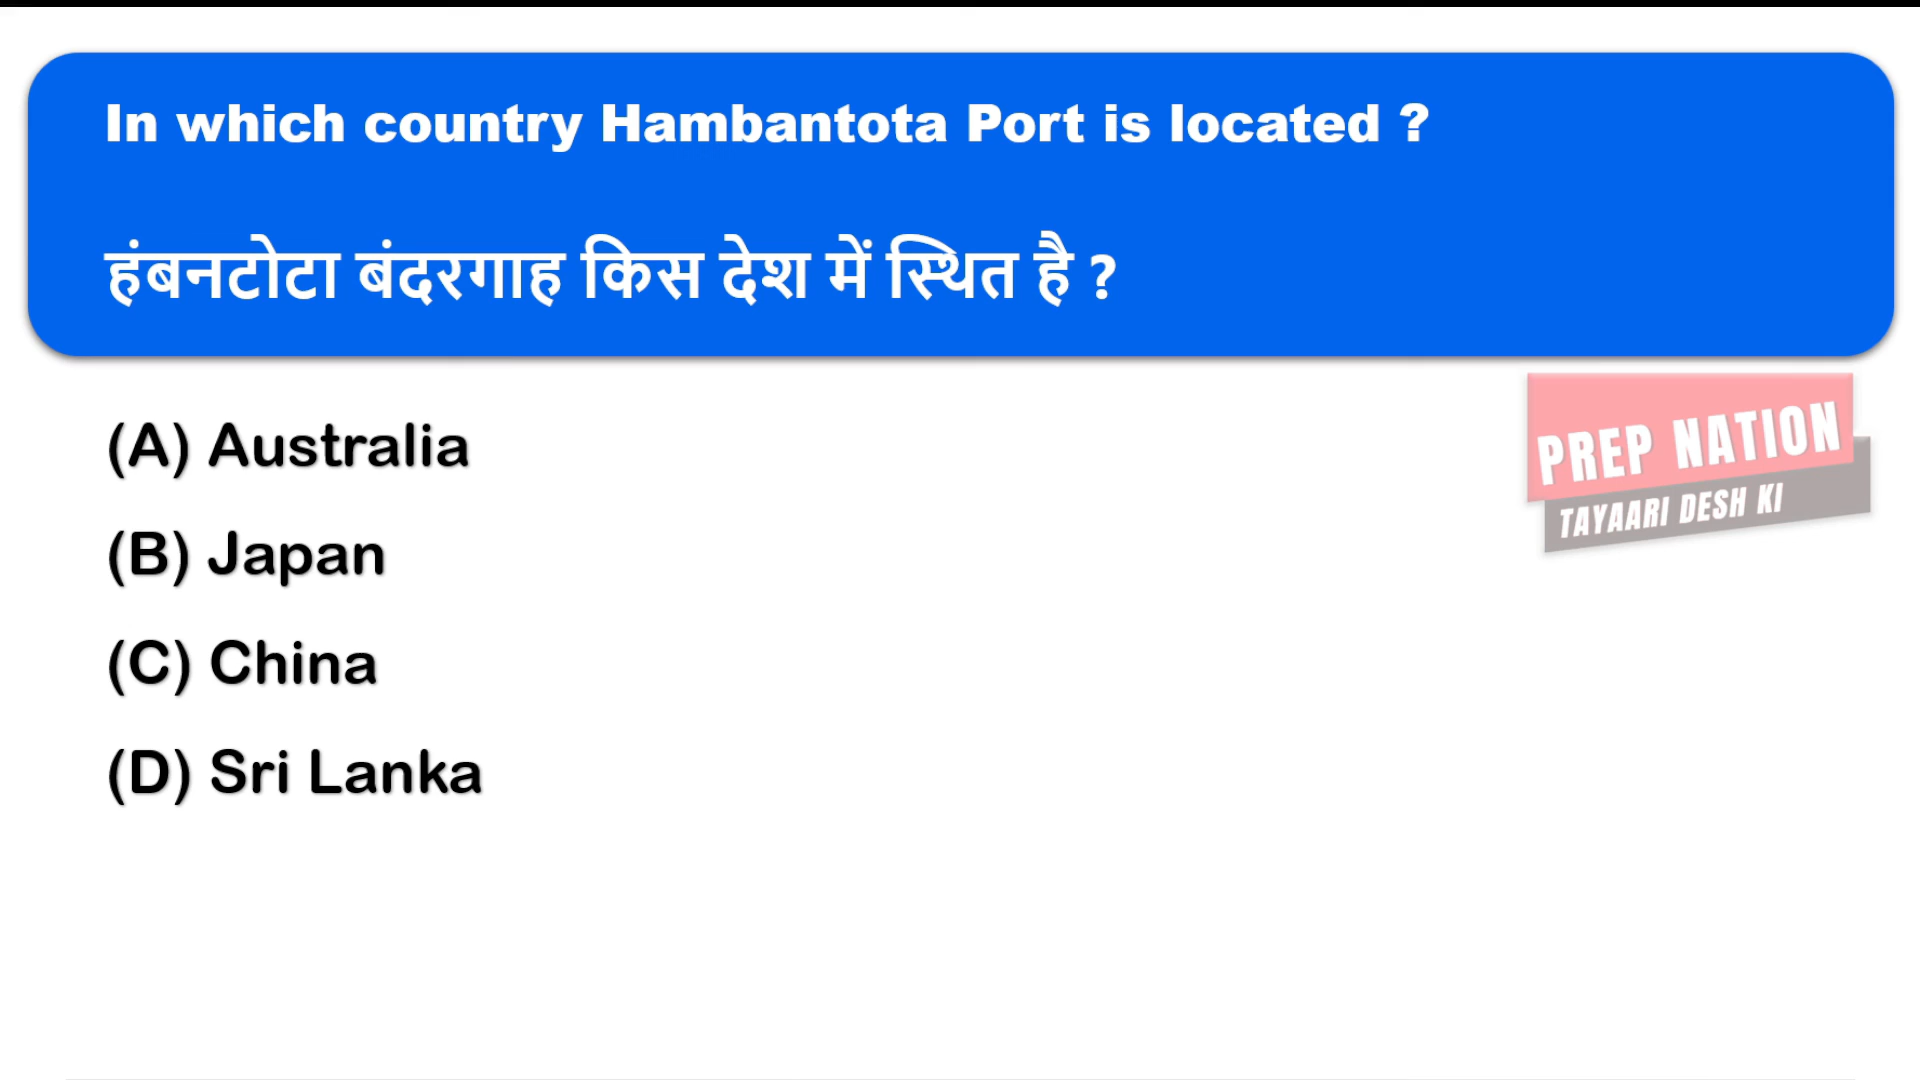 In which country Hambantota Port is located ?
हंबनटोटा बंदरगाह किस देश में स्थित है ?
(A) Australia
(B) Japan
(C) China
(D) Sri Lanka
PREP NATION
TAYAARI DESH KI